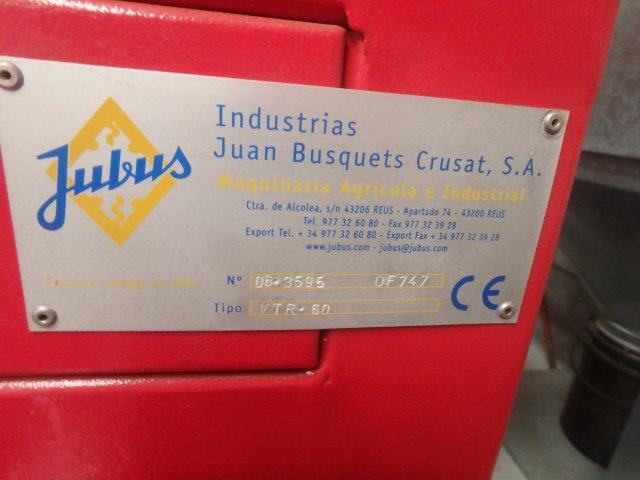 Jubus
Industrias
Juan Busquets Crusat, S.A.
Maquinaria Agrícola e Industrial
Ctra. de Alcolea, s/n 43206 REUS - Apartado 74 - 43200 REUS
Tel. 977 32 60 80 - Fax 977 32 39 28
Export Tel. + 34 977 32 60 80 - Export Fax + 34 977 32 39 28
www.jubus.com - jubus@jubus.com
Nº 06-3595 OF747
Tipo VTR-60
CE